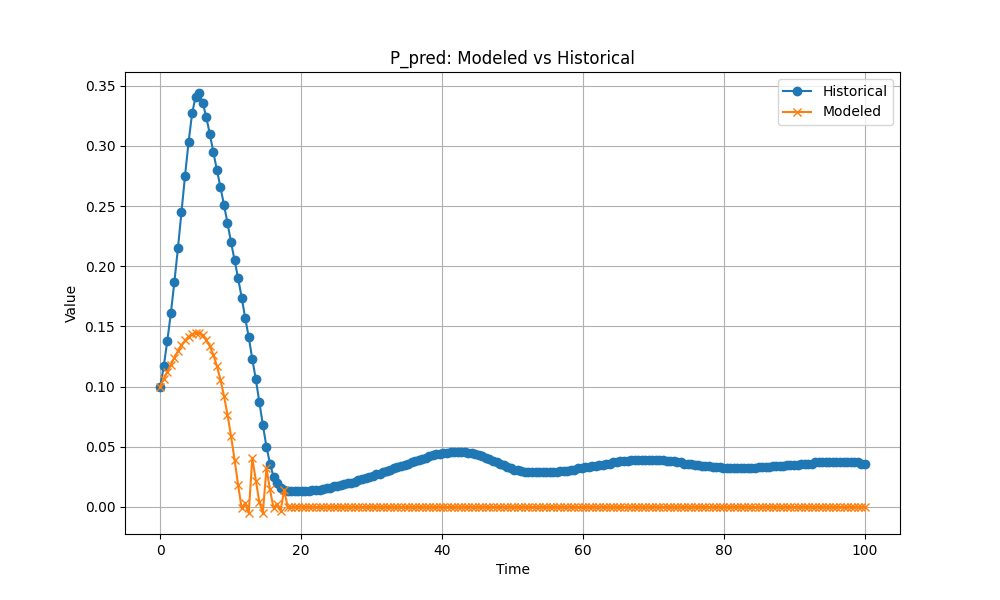 P_pred: Modeled vs Historical
Historical
Modeled
Value
0.35
0.30
0.25
0.20
0.15
0.10
0.05
0.00
0 20 40 60 80 100
Time